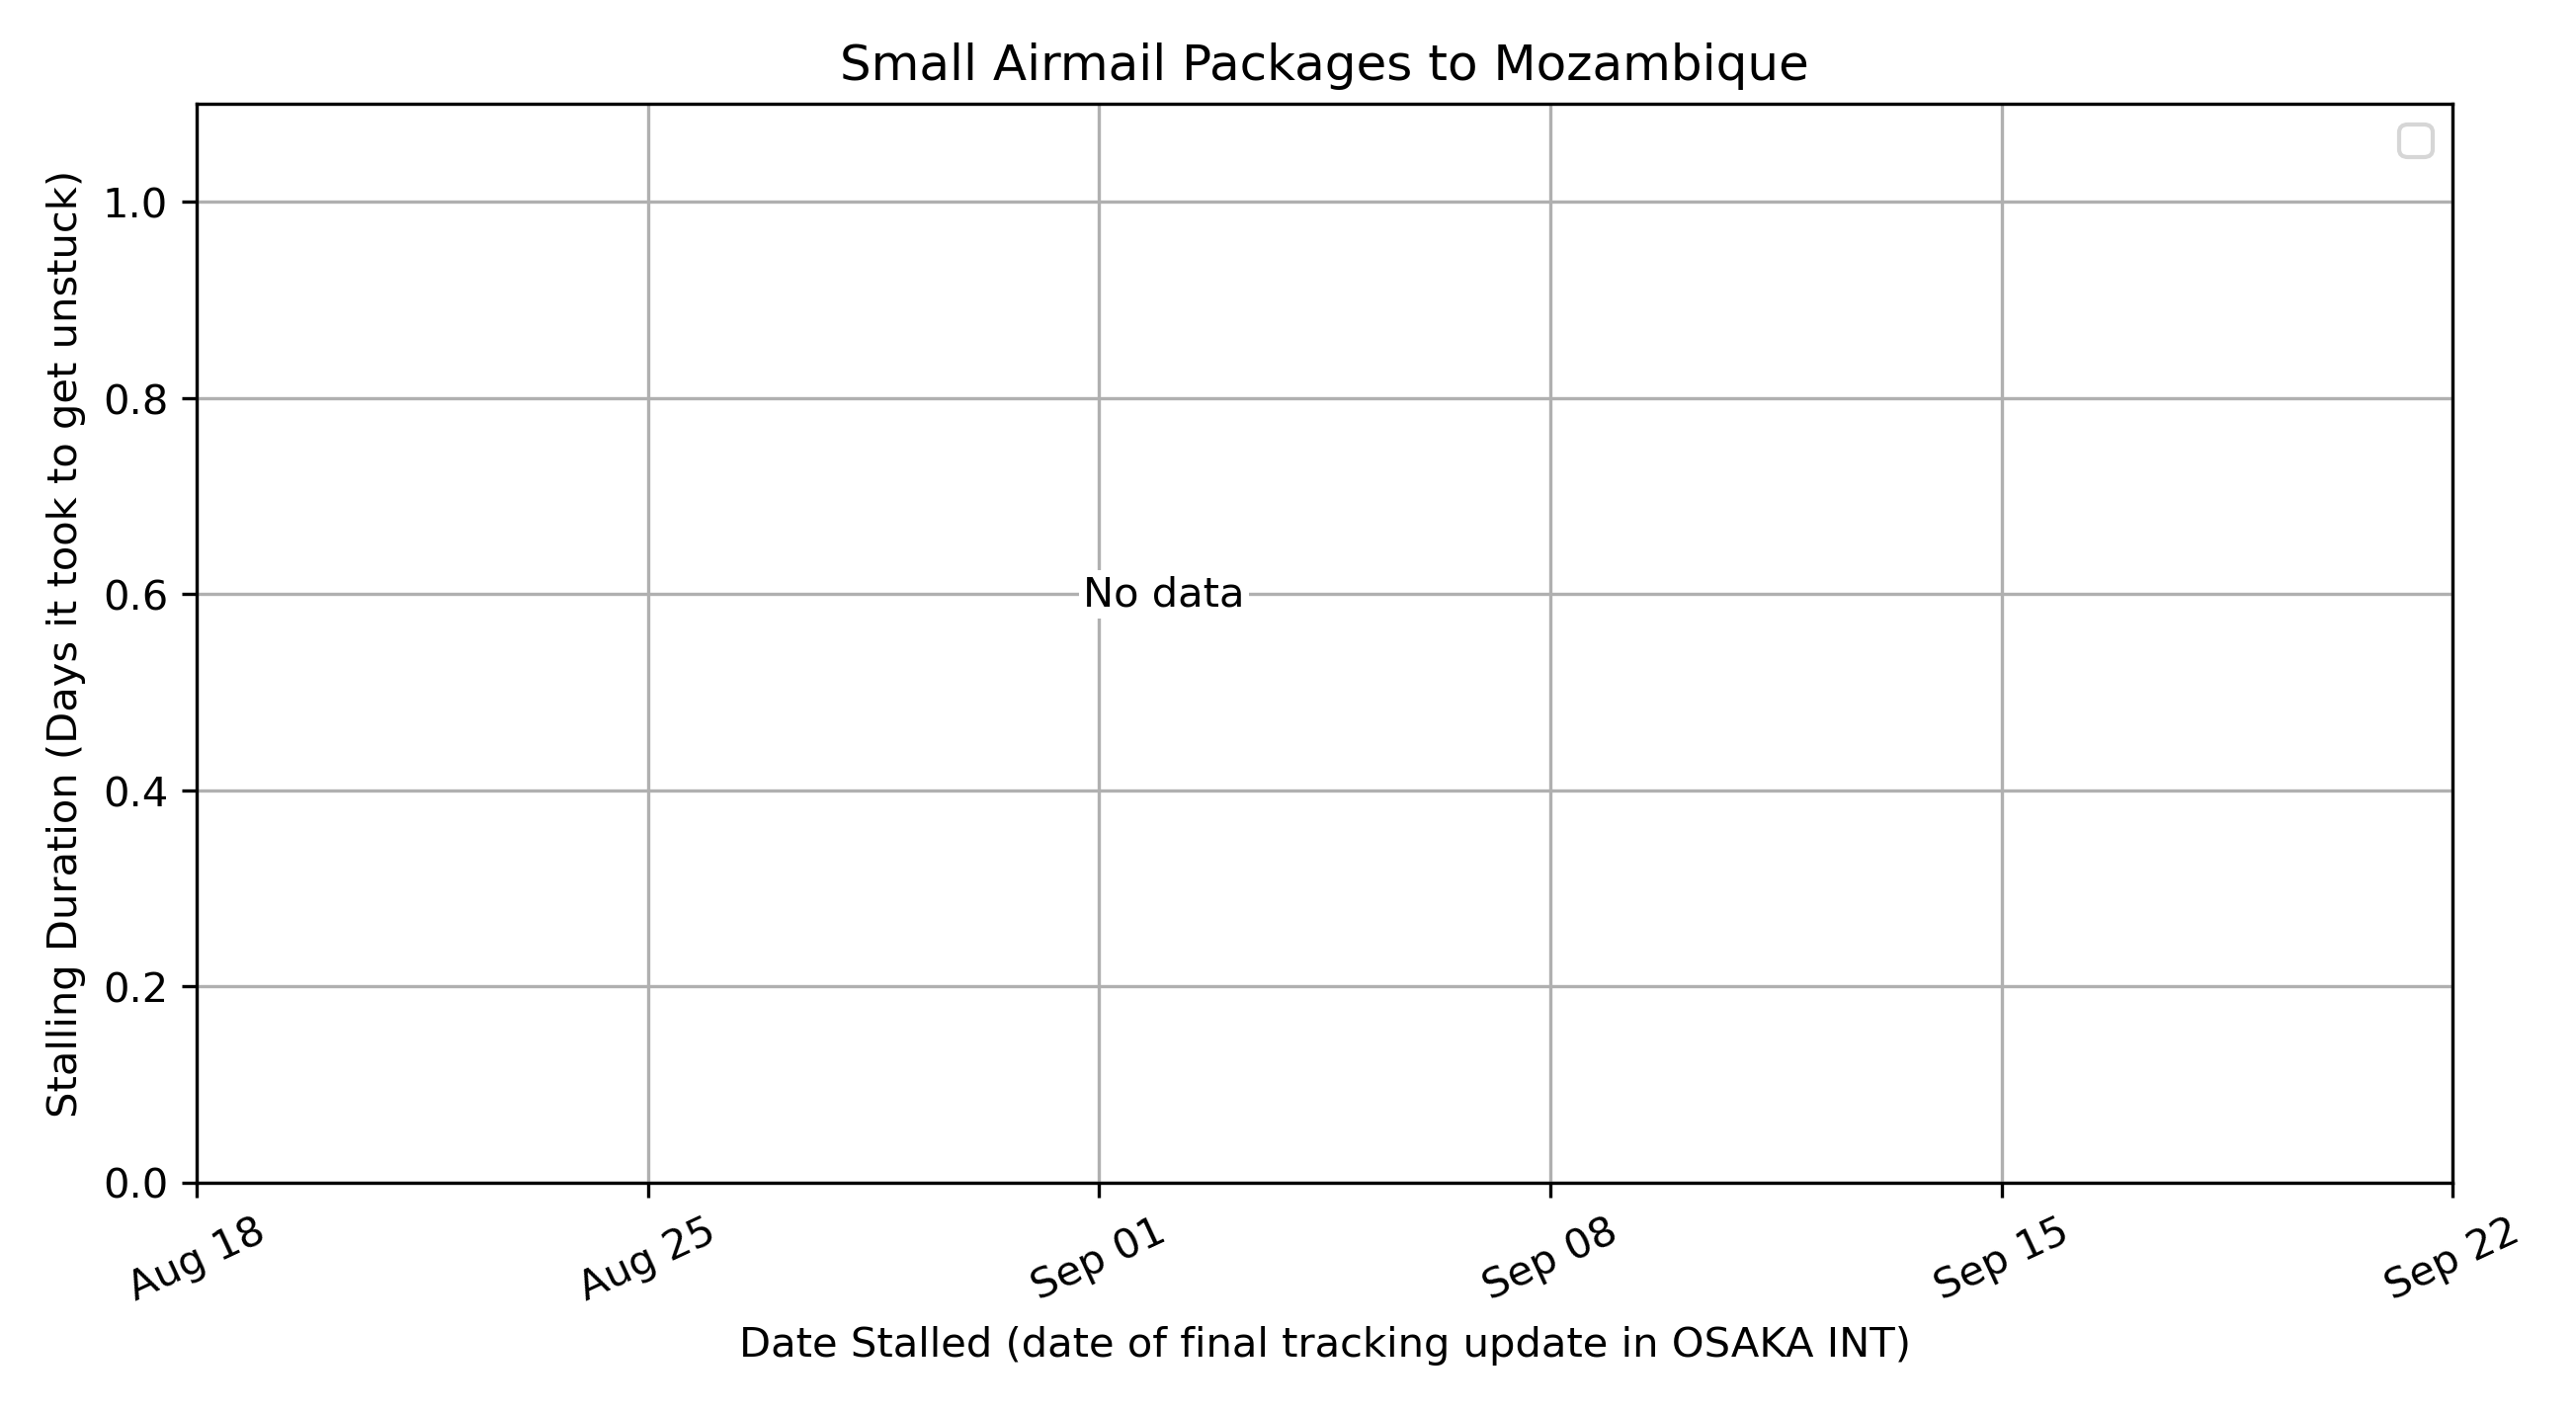 Small Airmail Packages to Mozambique
Stalling Duration (Days it took to get unstuck)
1.0
0.8
0.6
0.4
0.2
0.0
No data
Aug 18
Aug 25
Sep 01
Sep 08
Sep 15
Sep 22
Date Stalled (date of final tracking update in OSAKA INT)